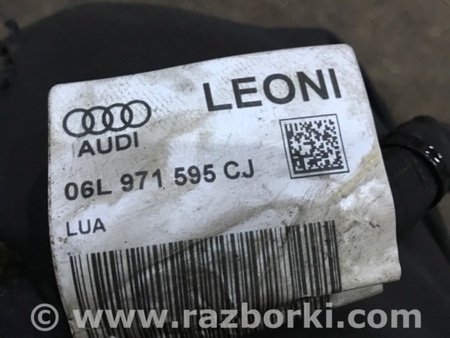 LEONI
AUDI
06L 971 595 CJ
LUA
© www.razborki.com